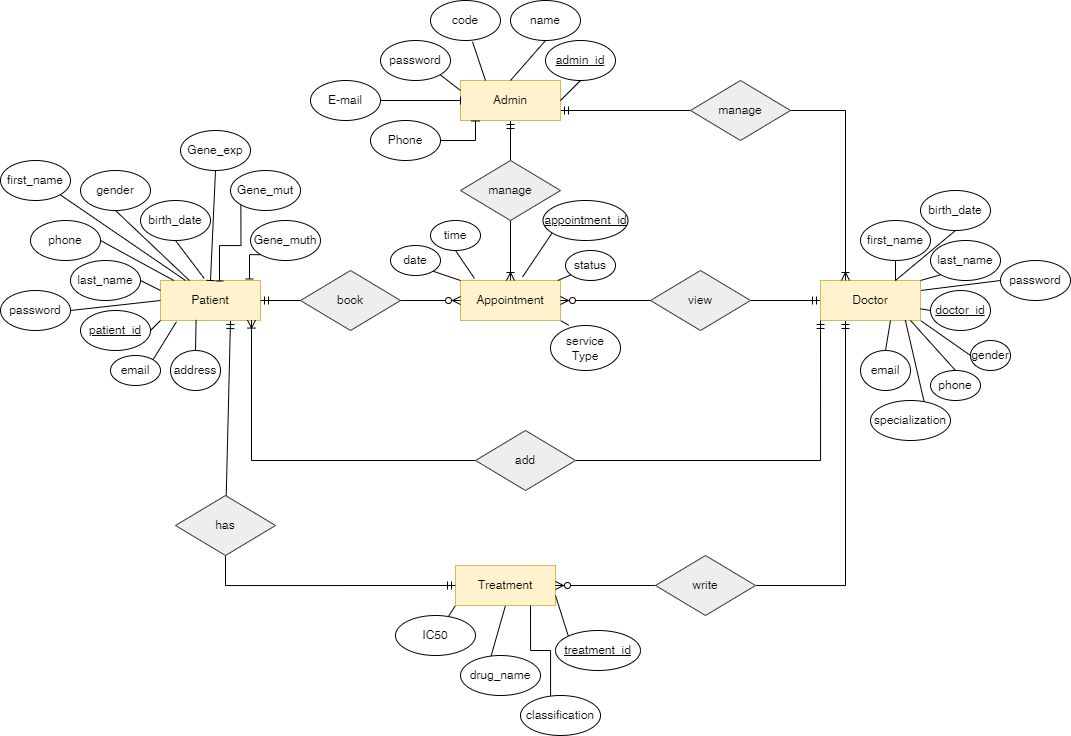 code
name
password
admin_id
E-mail
Admin
manage
Phone
Gene_exp
first_name
gender
Gene_mut
manage
birth_date
appointment_id
birth_date
phone
Gene_muth
time
first_name
last_name
date
status
last_name
password
password
Patient
book
Appointment
view
Doctor
patient_id
doctor_id
service
Type
email
address
email
gender
phone
specialization
add
has
Treatment
write
IC50
treatment_id
drug_name
classification